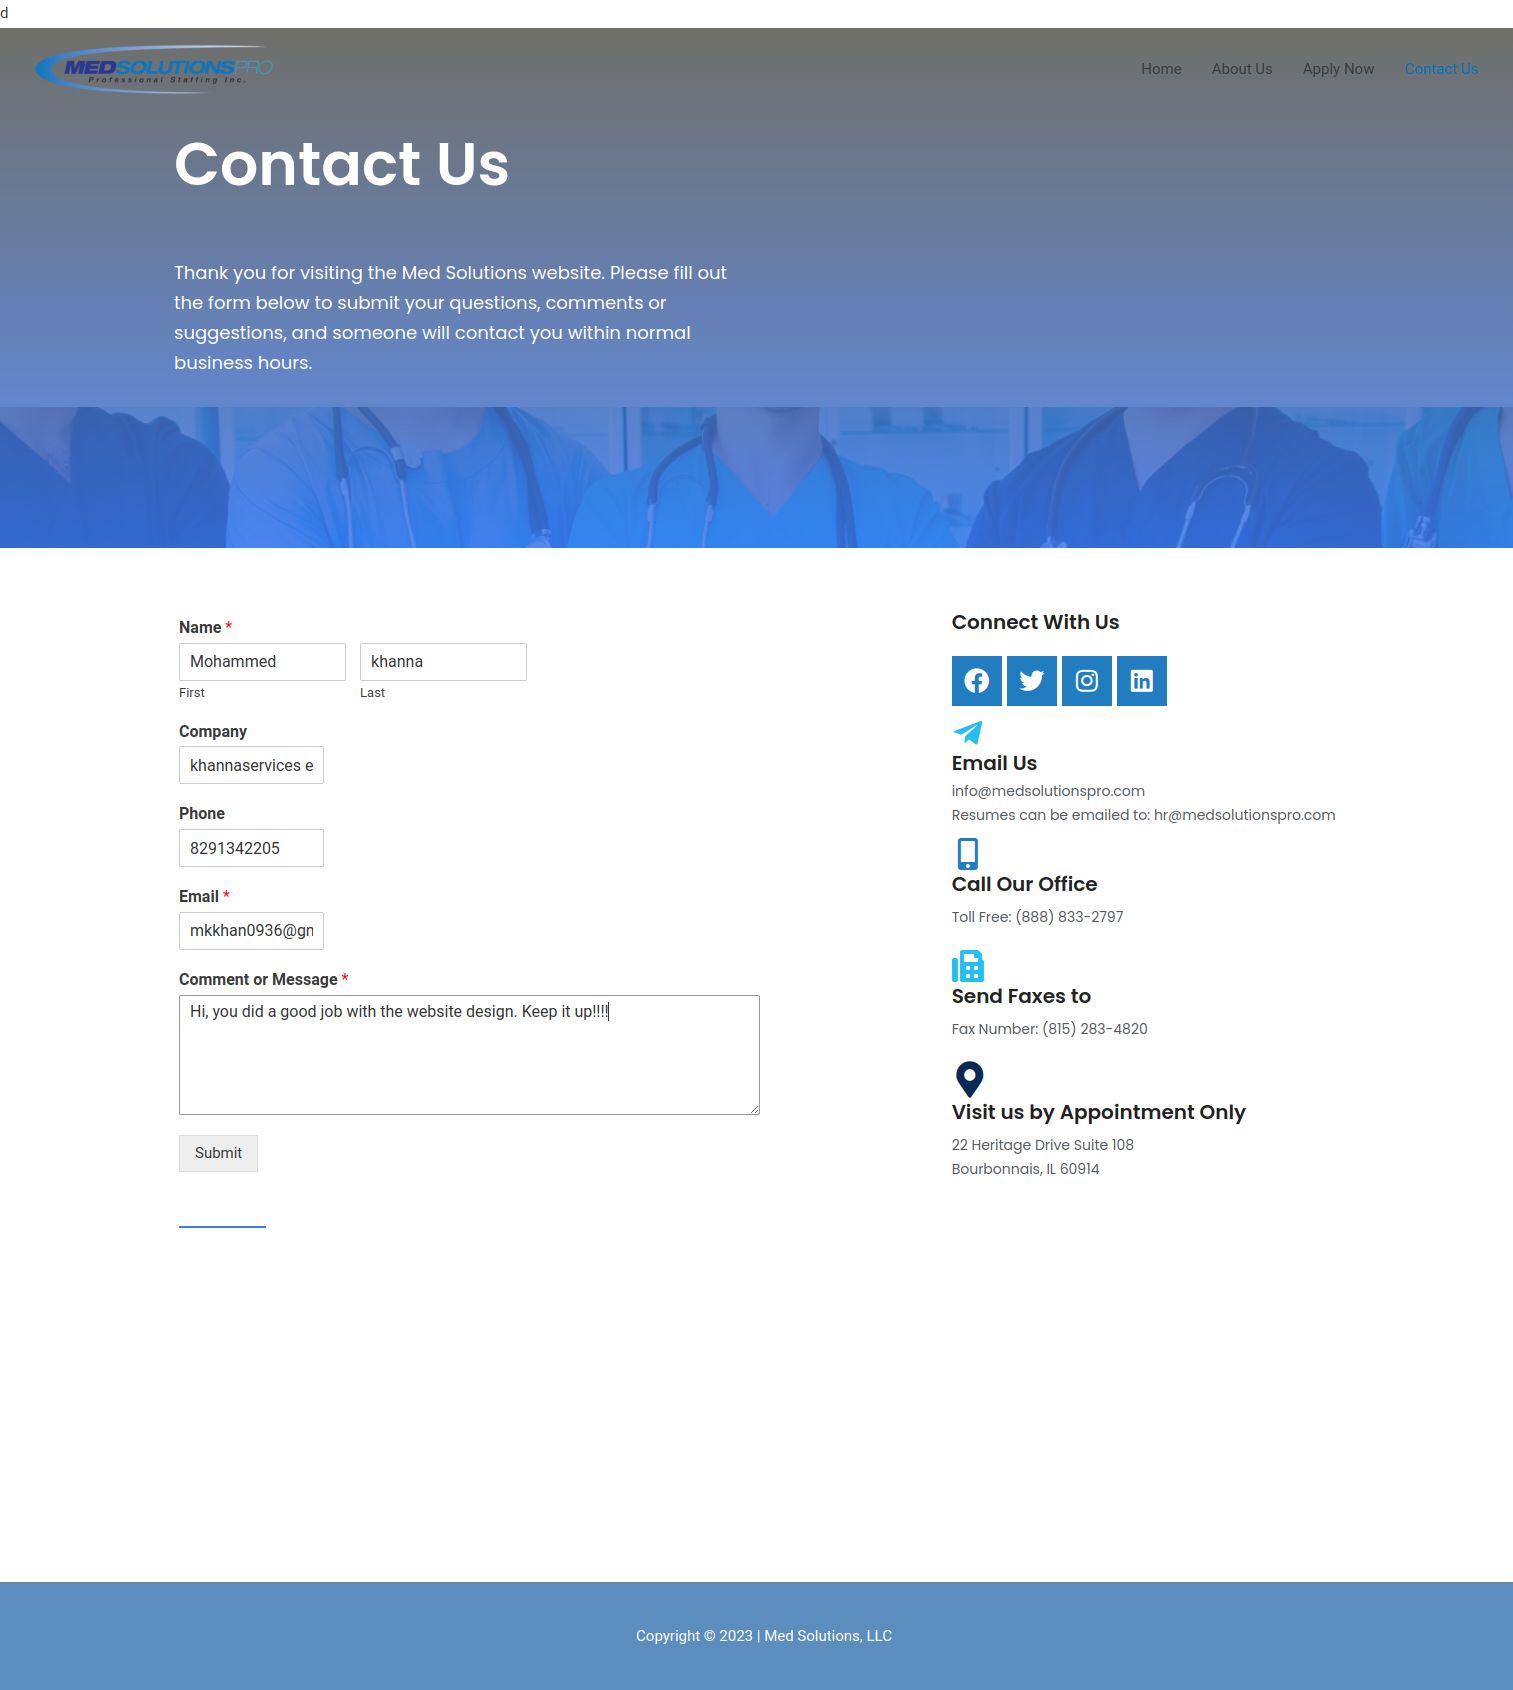 d
MEDSOLUTIONSPRO
Professional Staffing Inc.
Home About Us Apply Now Contact Us
Contact Us
Thank you for visiting the Med Solutions website. Please fill out
the form below to submit your questions, comments or
suggestions, and someone will contact you within normal
business hours.
Name *
Mohammed khanna
First Last
Company
khannaservices e
Phone
8291342205
Email *
mkkhan0936@gm
Comment or Message *
Hi, you did a good job with the website design. Keep it up!!!!
Submit
Connect With Us
Email Us
info@medsolutionspro.com
Resumes can be emailed to: hr@medsolutionspro.com
Call Our Office
Toll Free: (888) 833-2797
Send Faxes to
Fax Number: (815) 283-4820
Visit us by Appointment Only
22 Heritage Drive Suite 108
Bourbonnais, IL 60914
Copyright © 2023 | Med Solutions, LLC